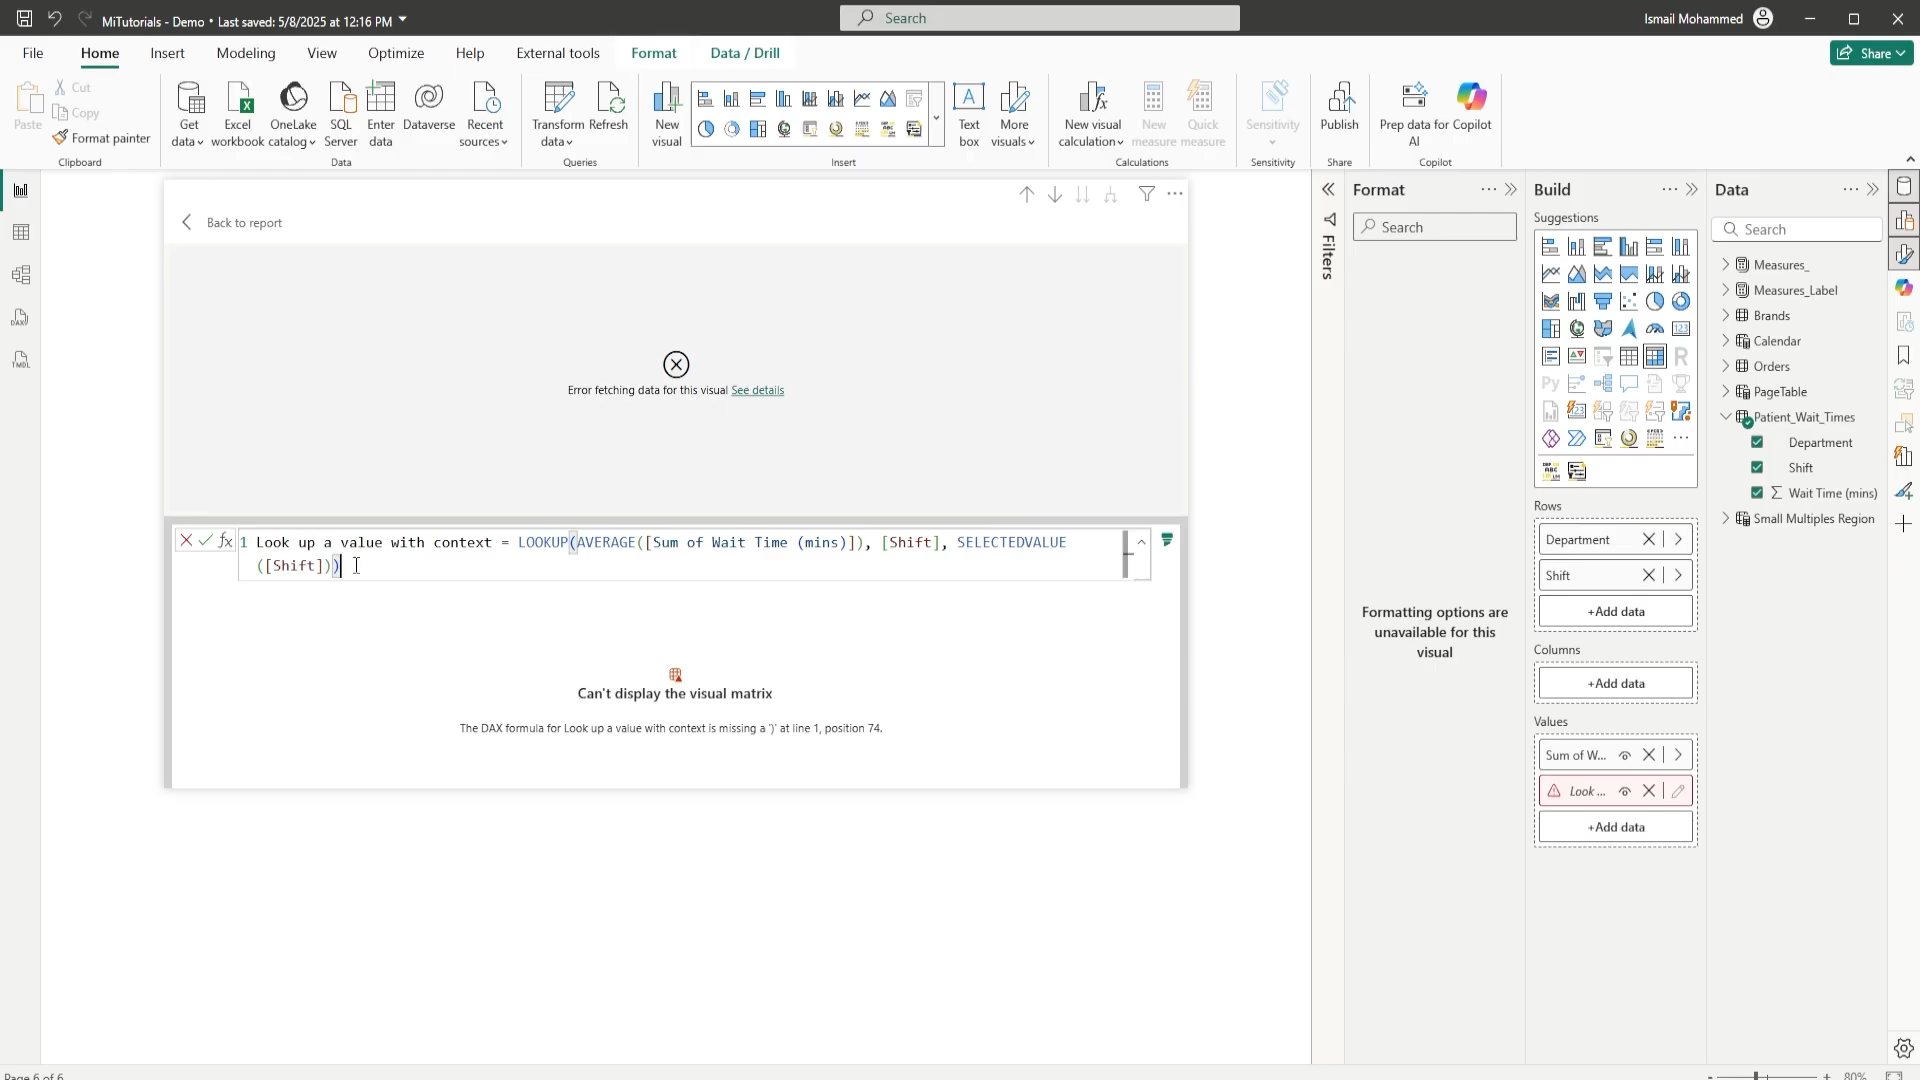 MiTutorials - Demo • Last saved: 5/8/2025 at 12:16 PM
Search
Ismail Mohammed
File Home Insert Modeling View Optimize Help External tools Format Data / Drill
Share
Paste
Cut
Copy
Format painter
Clipboard
Get data
Excel workbook
OneLake catalog
SQL Server
Enter data
Dataverse
Recent sources
Data
Transform data
Refresh
Queries
New visual
Text box
More visuals
Insert
New visual calculation
New measure
Quick measure
Calculations
Sensitivity
Sensitivity
Publish
Share
Prep data for AI
Copilot
Copilot
DAX
TMDL
Back to report
Error fetching data for this visual See details
1 Look up a value with context = LOOKUP(AVERAGE([Sum of Wait Time (mins)]), [Shift], SELECTEDVALUE
([Shift]))
Can't display the visual matrix
The DAX formula for Look up a value with context is missing a ')' at line 1, position 74.
Filters
Format
Search
Formatting options are
unavailable for this
visual
Build
Suggestions
Rows
Department
Shift
+Add data
Columns
+Add data
Values
Sum of W...
Look ...
+Add data
Data
Search
Measures_
Measures_Label
Brands
Calendar
Orders
PageTable
Patient_Wait_Times
Department
Shift
Wait Time (mins)
Small Multiples Region
Page 6 of 6
80%